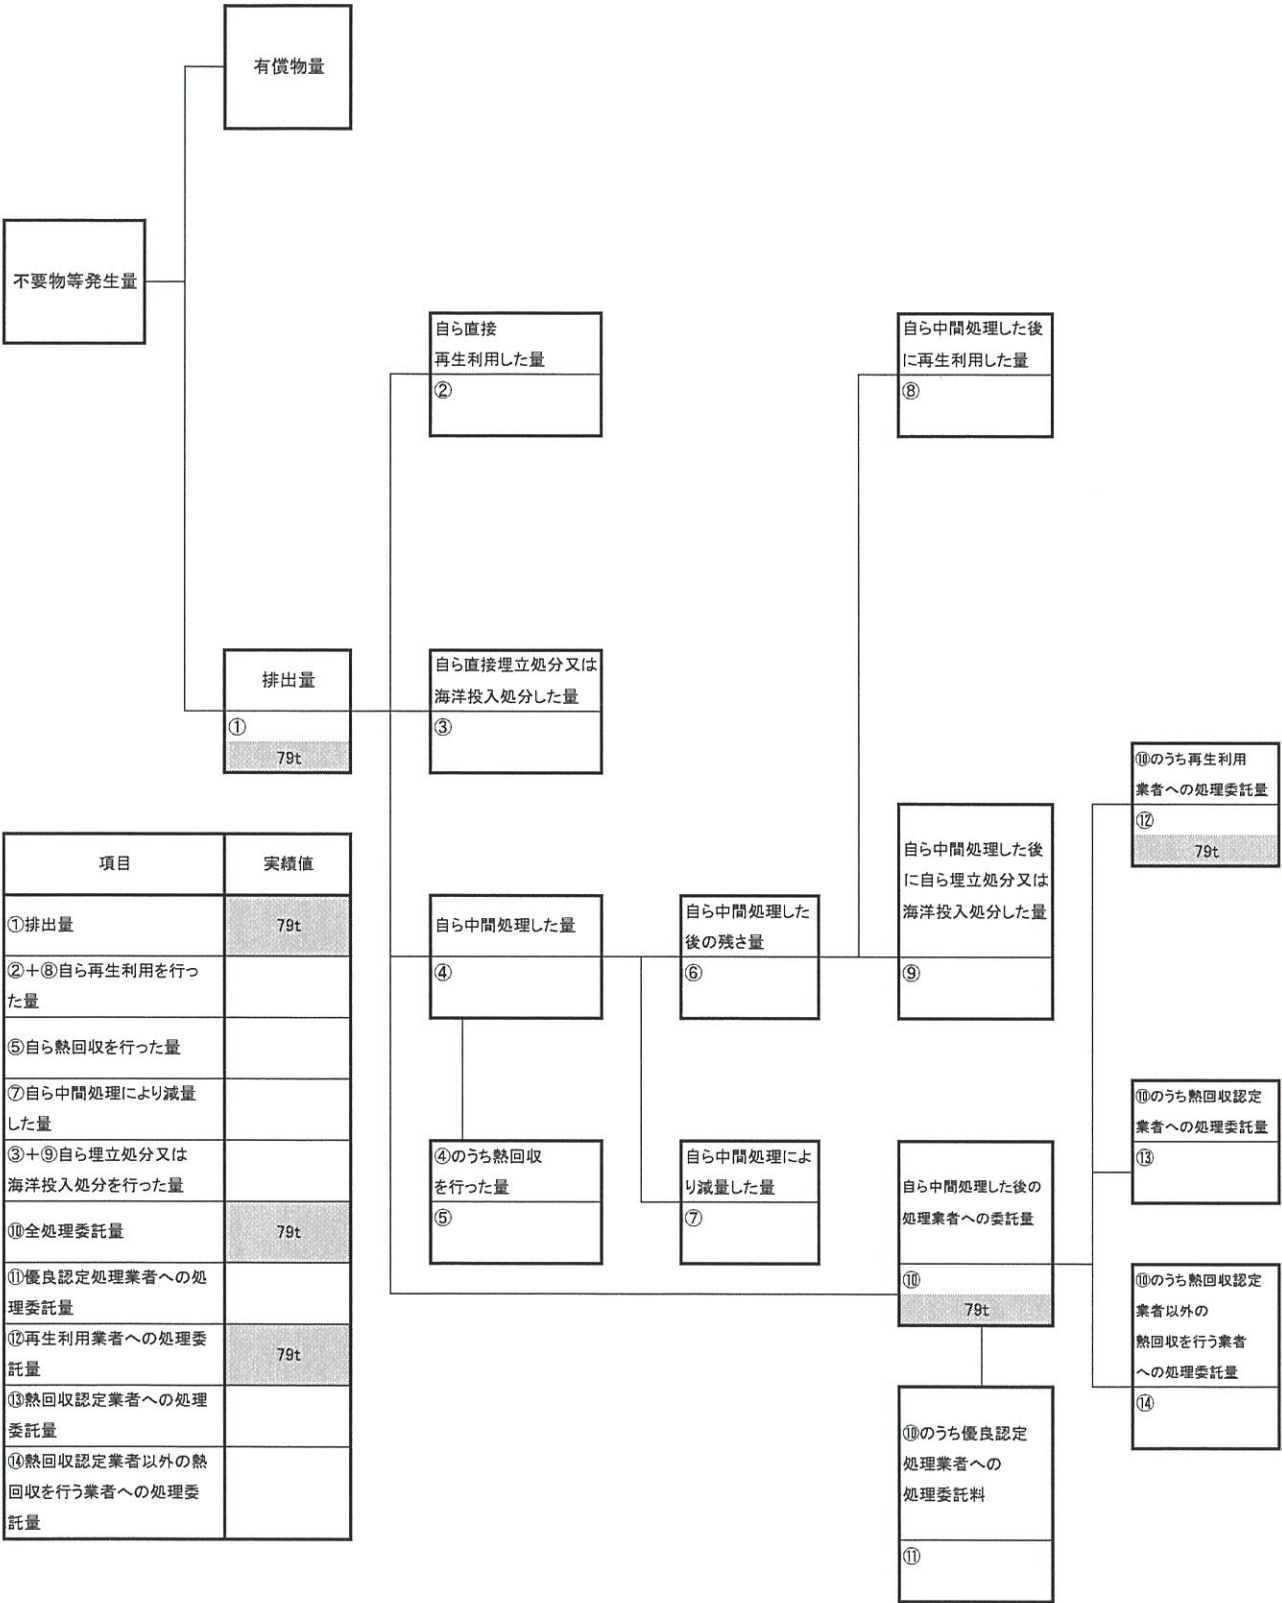 有償物量
不要物等発生量
自ら直接
再生利用した量
②
自ら中間処理した後
に再生利用した量
⑧
排出量
①
79t
自ら直接埋立処分又は
海洋投入処分した量
③
⑩のうち再生利用
業者への処理委託量
⑫
79t
自ら中間処理した量
④
自ら中間処理した
後の残さ量
⑥
自ら中間処理した後
に自ら埋立処分又は
海洋投入処分した量
⑨
④のうち熱回収
を行った量
⑤
自ら中間処理によ
り減量した量
⑦
自ら中間処理した後の
処理業者への委託量
⑩
79t
⑩のうち熱回収認定
業者への処理委託量
⑬
⑩のうち熱回収認定
業者以外の
熱回収を行う業者
への処理委託量
⑭
⑩のうち優良認定
処理業者への
処理委託料
⑪
項目 実績値
①排出量 79t
②+⑧自ら再生利用を行っ
た量
⑤自ら熱回収を行った量
⑦自ら中間処理により減量
した量
③+⑨自ら埋立処分又は
海洋投入処分を行った量
⑩全処理委託量 79t
⑪優良認定処理業者への処
理委託量
⑫再生利用業者への処理委
託量 79t
⑬熱回収認定業者への処理
委託量
⑭熱回収認定業者以外の熱
回収を行う業者への処理委
託量